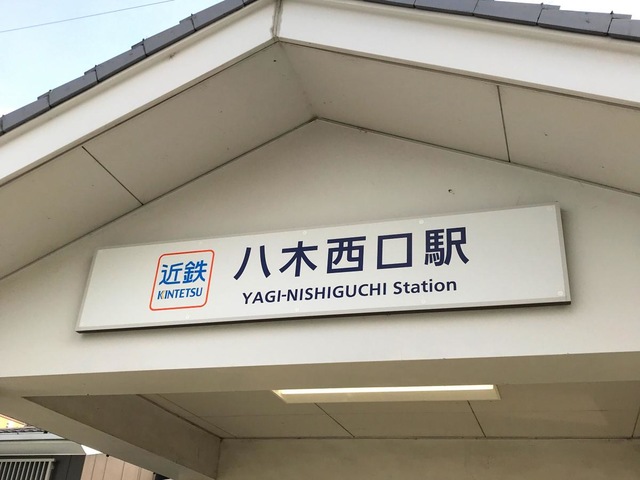 近鉄
KINTETSU
八木西口駅
YAGI-NISHIGUCHI Station